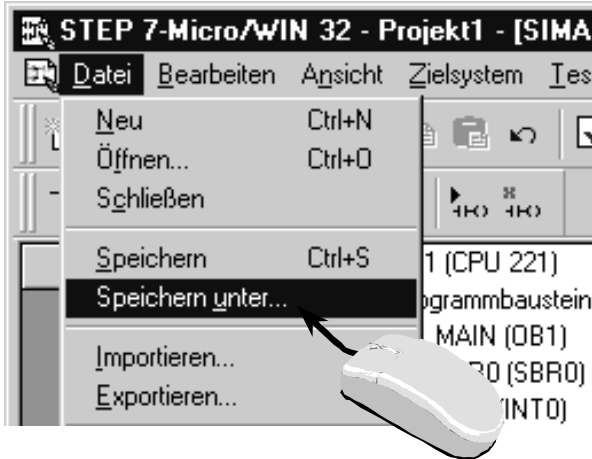 STEP 7-Micro/WIN 32 - Projekt1 - [SIMA
Datei Bearbeiten Ansicht Zielsystem Tes
Neu Ctrl+N
Öffnen... Ctrl+O
Schließen
Speichern Ctrl+S
1 (CPU 221)
Speichern unter...
ogrammbaustein
MAIN (OB1)
Importieren...
R0 (SBR0)
Exportieren...
INT0)